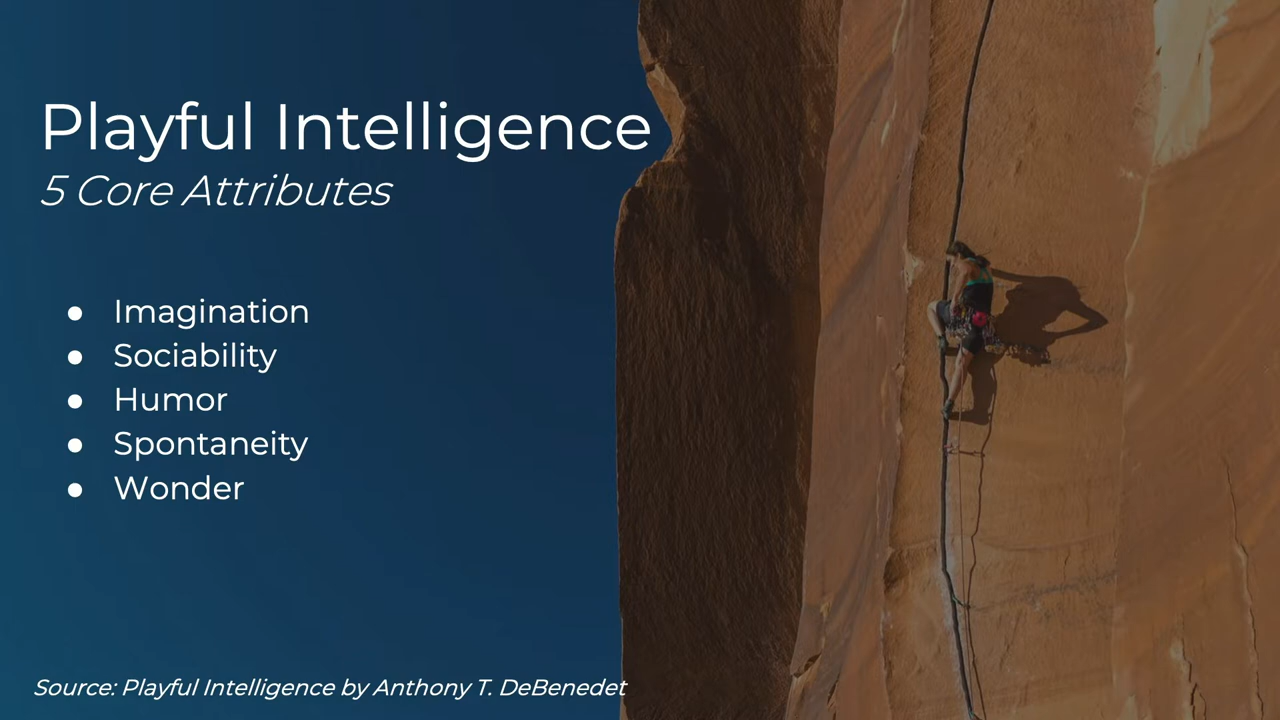 Playful Intelligence
5 Core Attributes
● Imagination
● Sociability
● Humor
● Spontaneity
● Wonder
Source: Playful Intelligence by Anthony T. DeBenedet